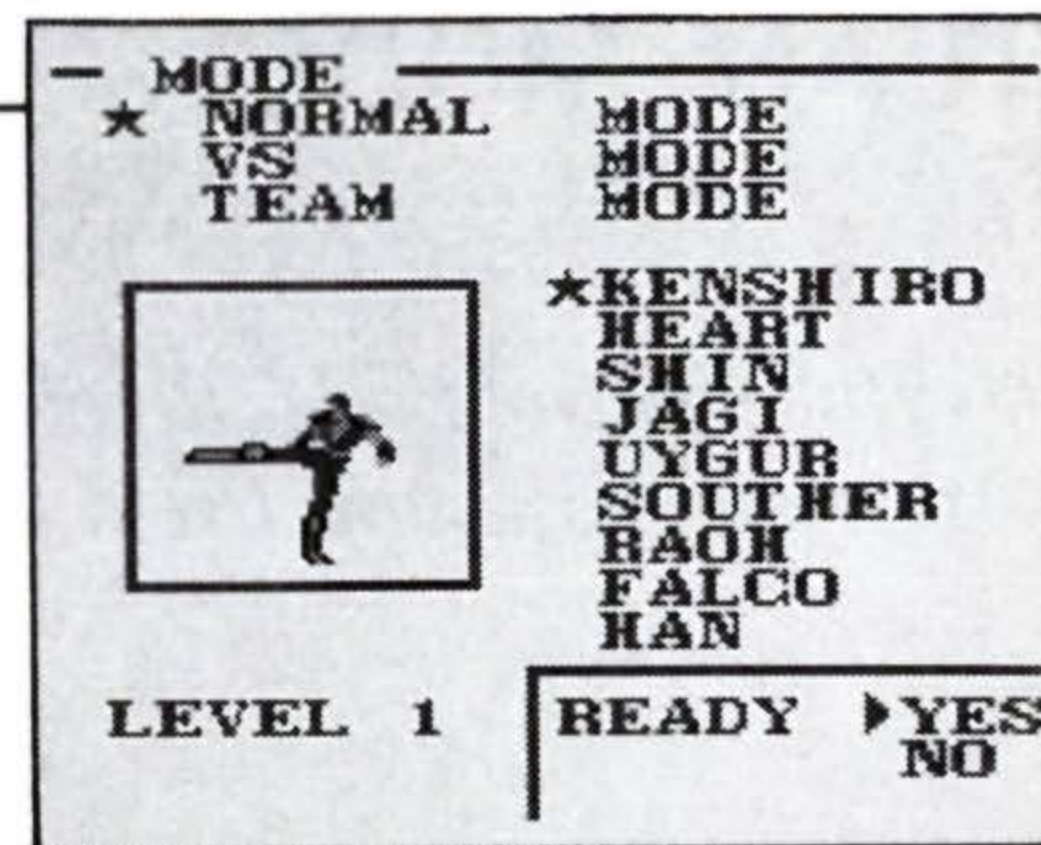 MODE
★ NORMAL MODE
VS MODE
TEAM MODE
★KENSHIRO
HEART
SHIN
JAGI
UYGUR
SOUTHER
RAOH
FALCO
HAN
LEVEL 1
READY ▶YES
NO